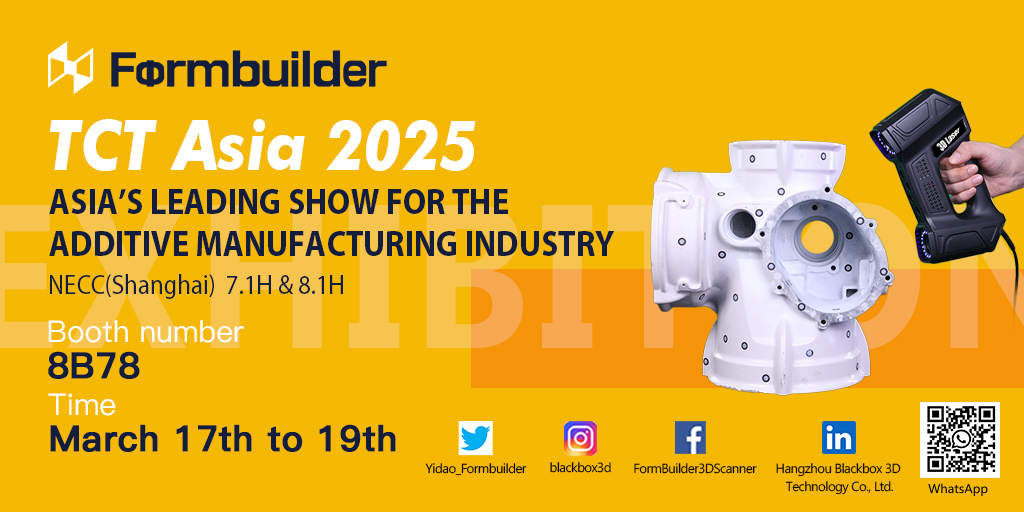 Formbuilder
TCT Asia 2025
ASIA'S LEADING SHOW FOR THE
ADDITIVE MANUFACTURING INDUSTRY
NECC(Shanghai) 7.1H & 8.1H
EXHIBITION
Booth number
8B78
Time
March 17th to 19th
3D Laser
Yidao_Formbuilder
blackbox3d
FormBuilder3DScanner
Hangzhou Blackbox 3D
Technology Co., Ltd.
WhatsApp